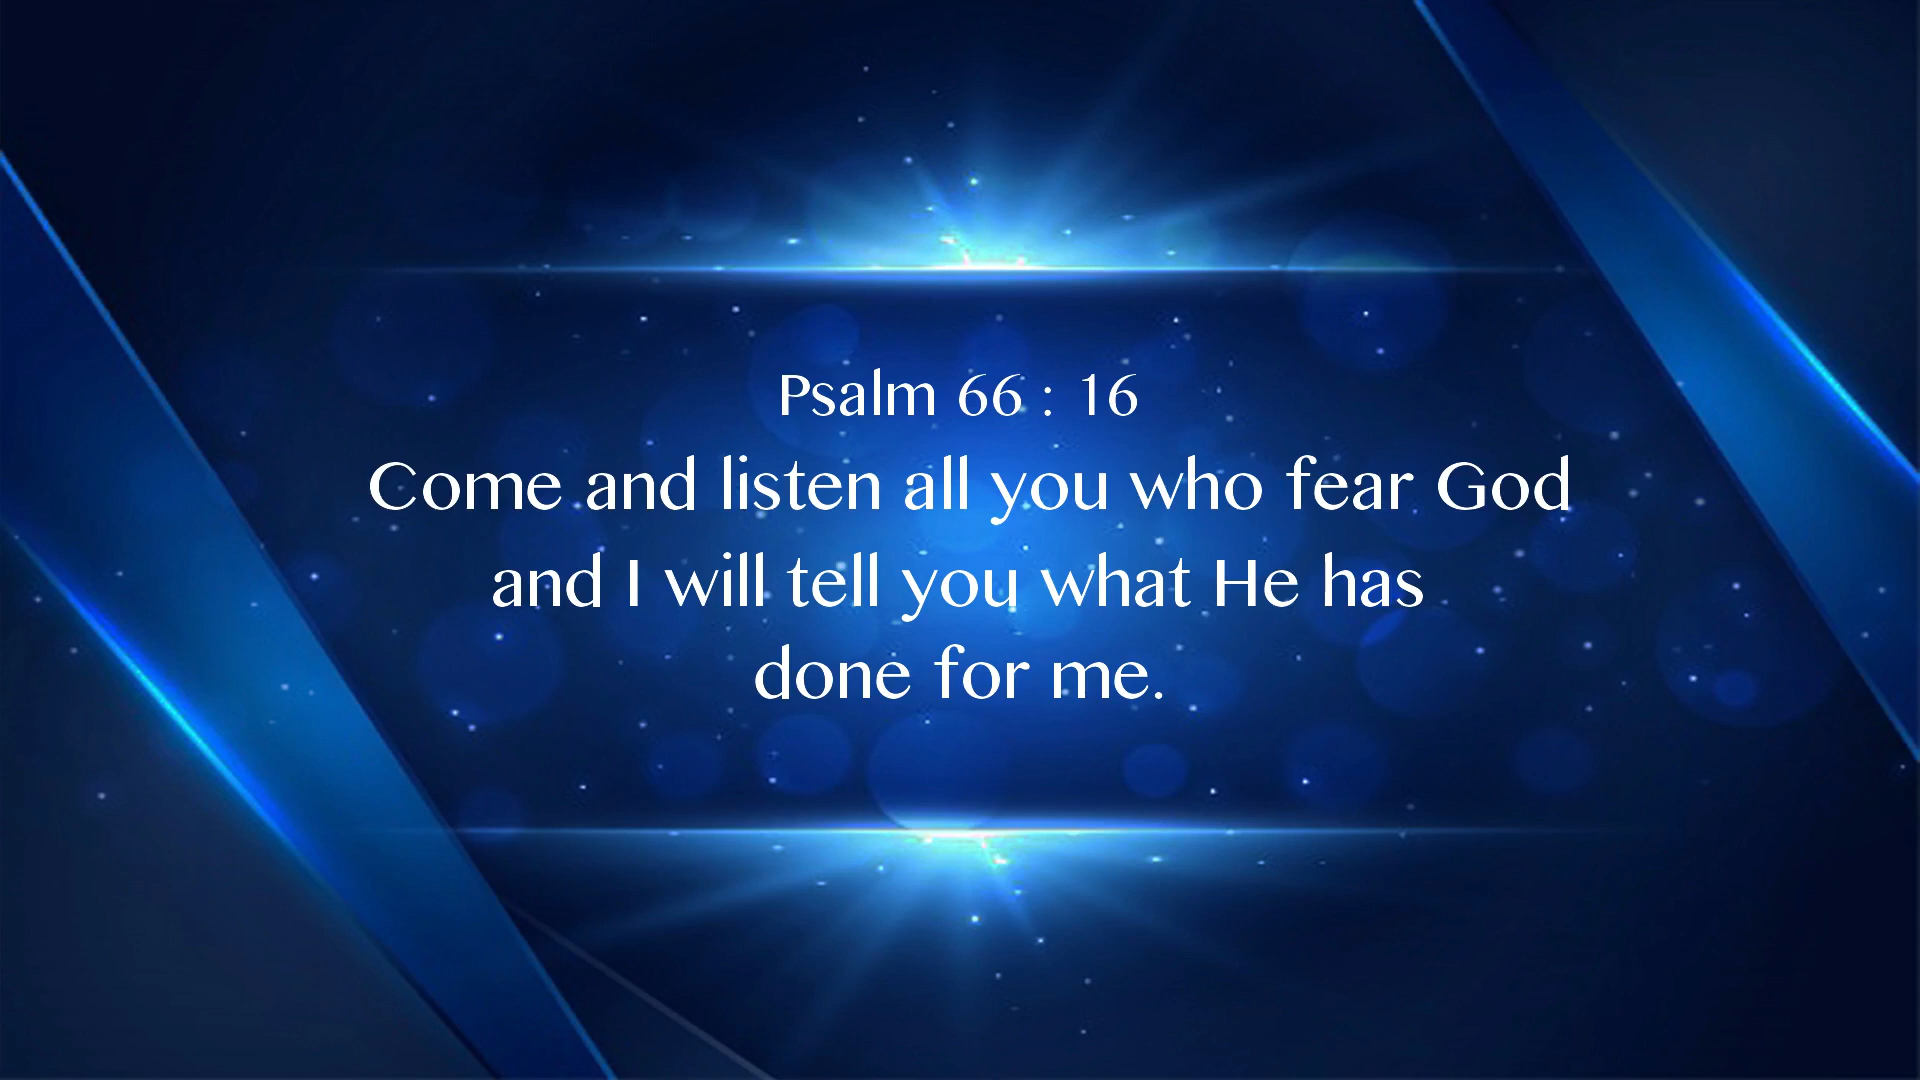 Psalm 66 : 16
Come and listen all you who fear God
and I will tell you what He has
done for me.